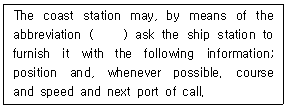 The coast station may, by means of the
abbreviation (    ) ask the ship station to
furnish it with the following information;
position and, whenever possible, course
and speed and next port of call.